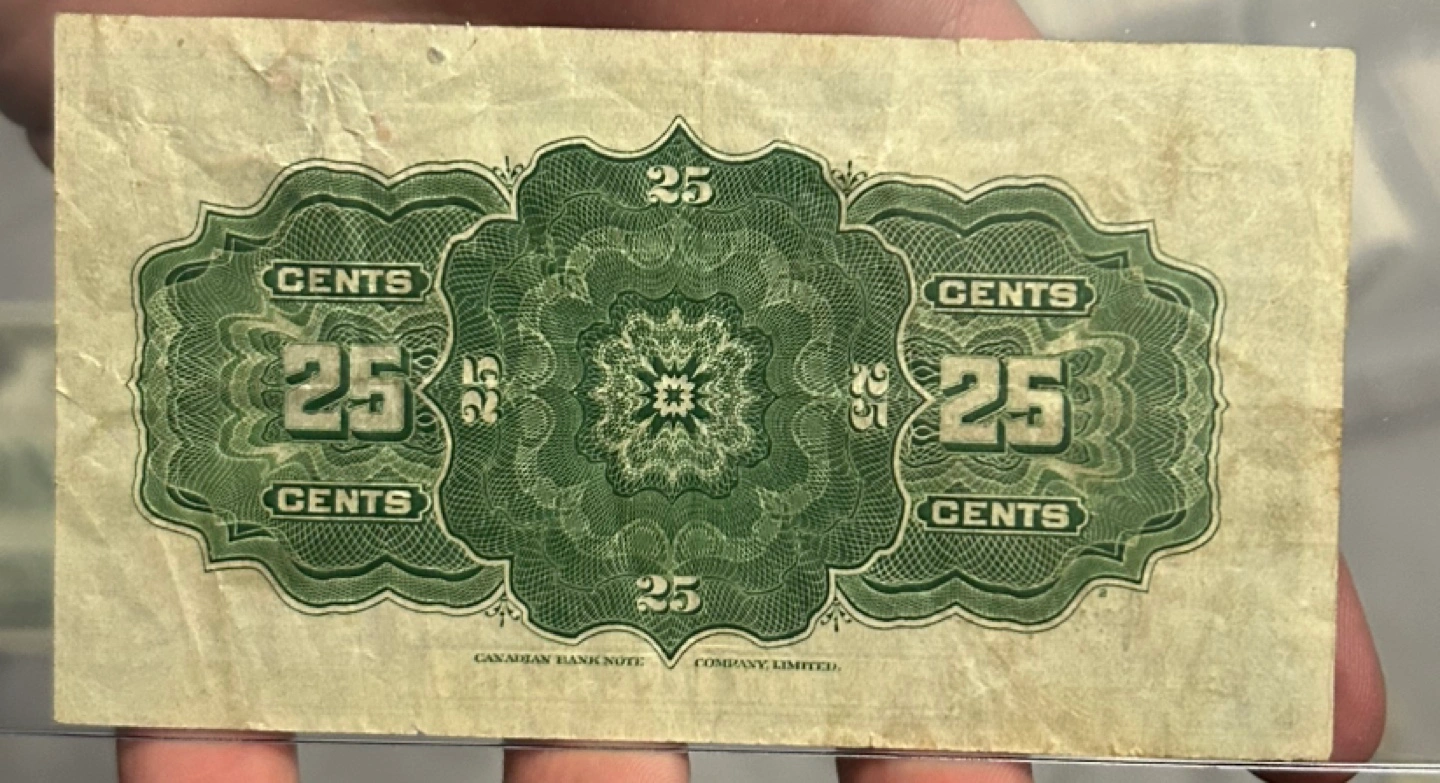 25
CENTS CENTS
25 25 25 25
CENTS CENTS
25
CANADIAN BANK NOTE COMPANY, LIMITED.